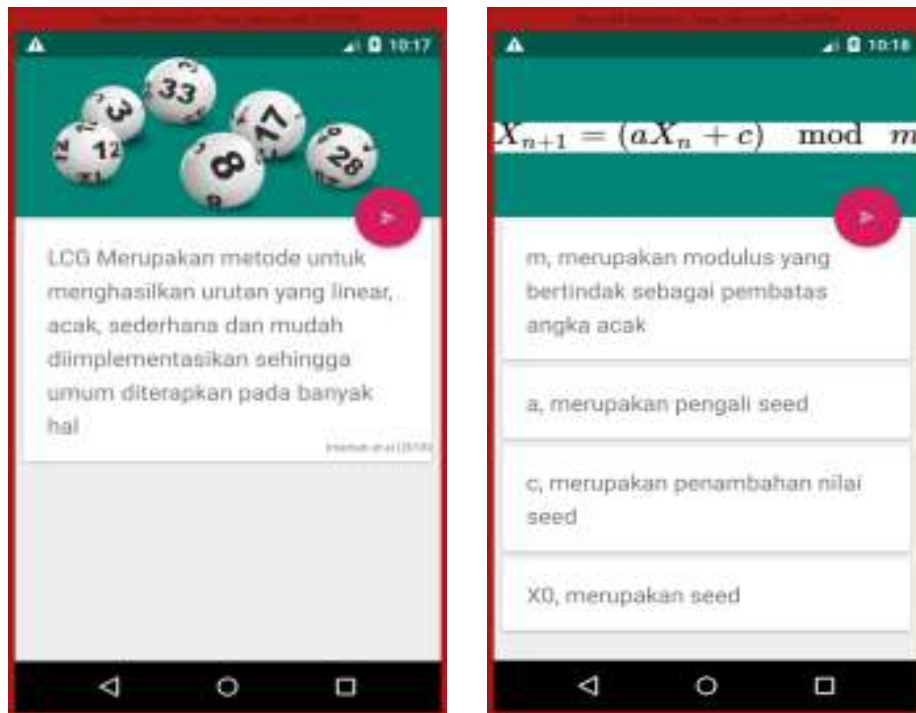 10:17
33
3
17
12
8
28
LCG Merupakan metode untuk
menghasilkan urutan yang linear,
acak, sederhana dan mudah
diimplementasikan sehingga
umum diterapkan pada banyak
hal
10:18
X_{n+1} = (aX_n + c) mod m
m, merupakan modulus yang
bertindak sebagai pembatas
angka acak
a, merupakan pengali seed
c, merupakan penambahan nilai
seed
X0, merupakan seed